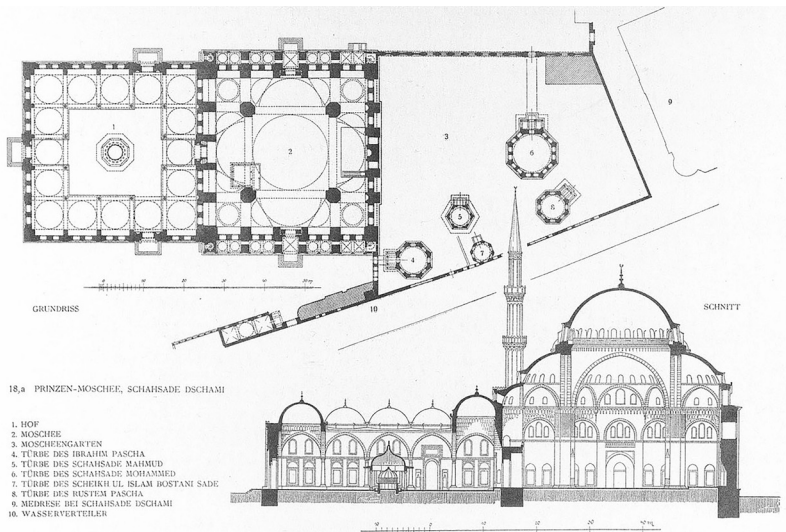 1
2
3
9
6
8
5
7
4
10
GRUNDRISS
SCHNITT
18,a PRINZEN-MOSCHEE, SCHAHSADE DSCHAMI
1. HOF
2. MOSCHEE
3. MOSCHEENGARTEN
4. TÜRBE DES IBRAHIM PASCHA
5. TÜRBE DES SCHAHSADE MAHMUD
6. TÜRBE DES SCHAHSADE MOHAMMED
7. TÜRBE DES SCHEIKH UL ISLAM BOSTANI SADE
8. TÜRBE DES RUSTEM PASCHA
9. MEDRESE BEI SCHAHSADE DSCHAMI
10. WASSERVERTEILER